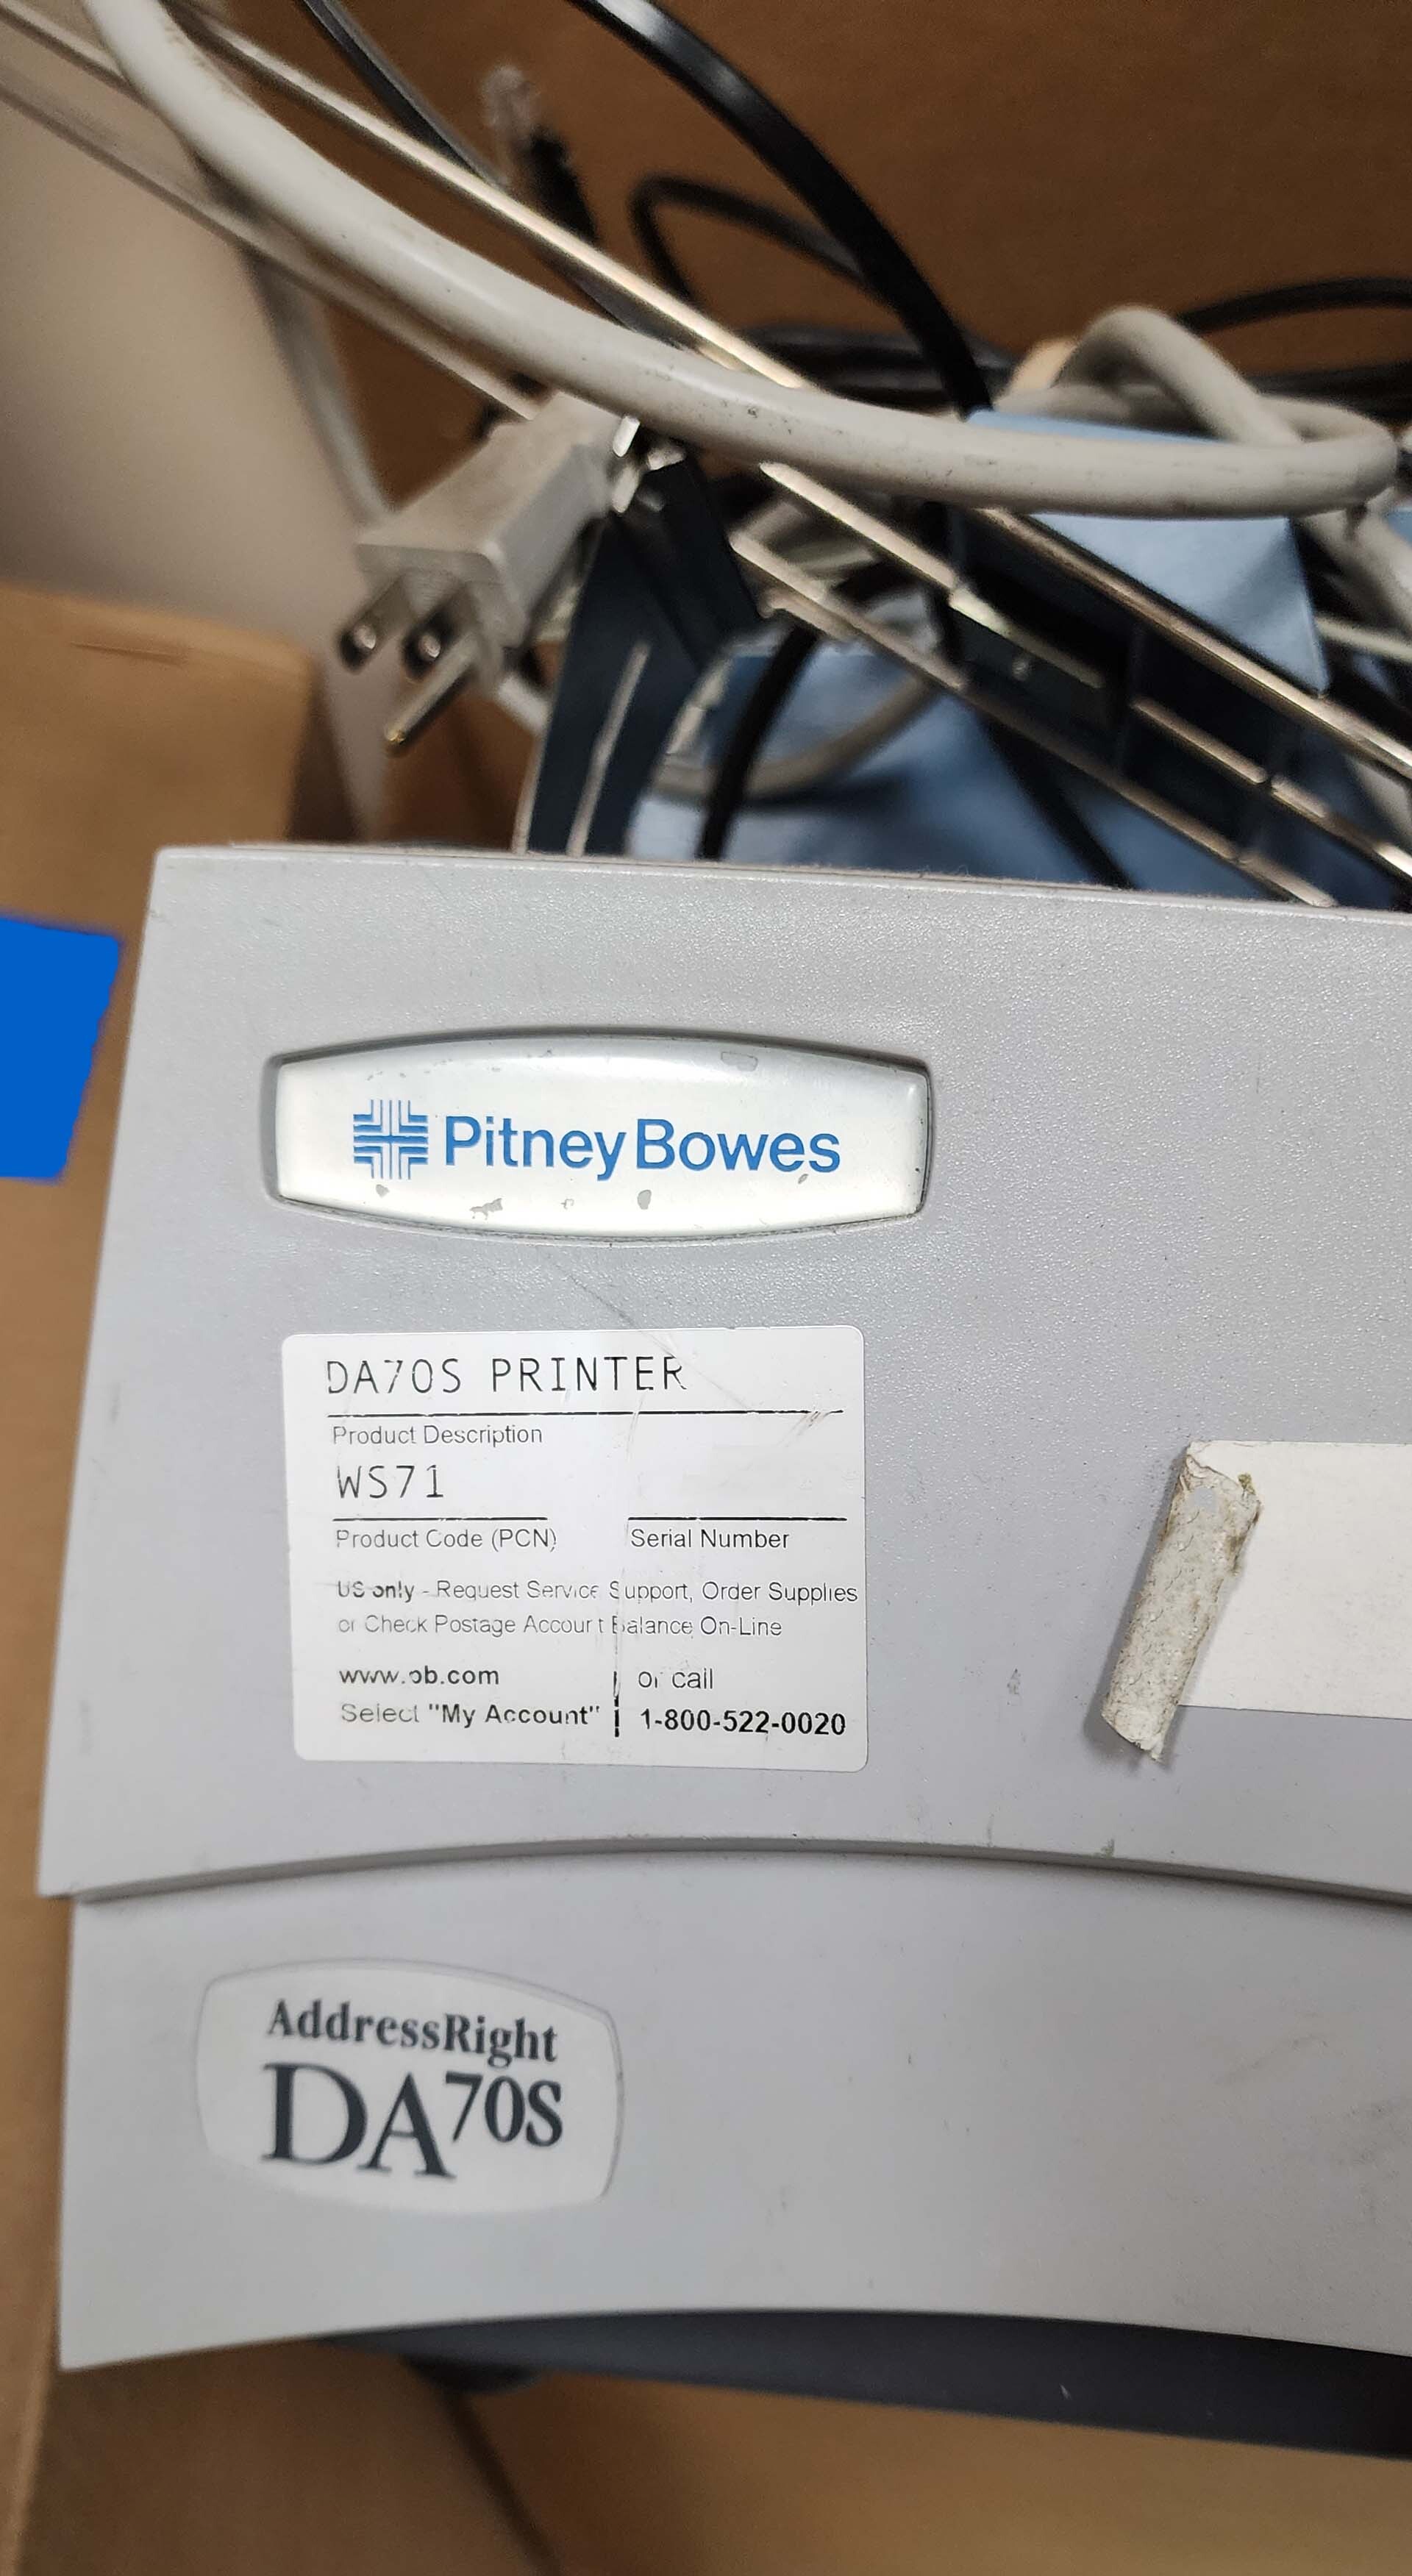 PitneyBowes
DA70S PRINTER
Product Description
WS71
Product Code (PCN)
Serial Number
US only - Request Service Support, Order Supplies
or Check Postage Account Balance On-Line
www.pb.com
or call
Select "My Account"
1-800-522-0020
AddressRight
DA70S